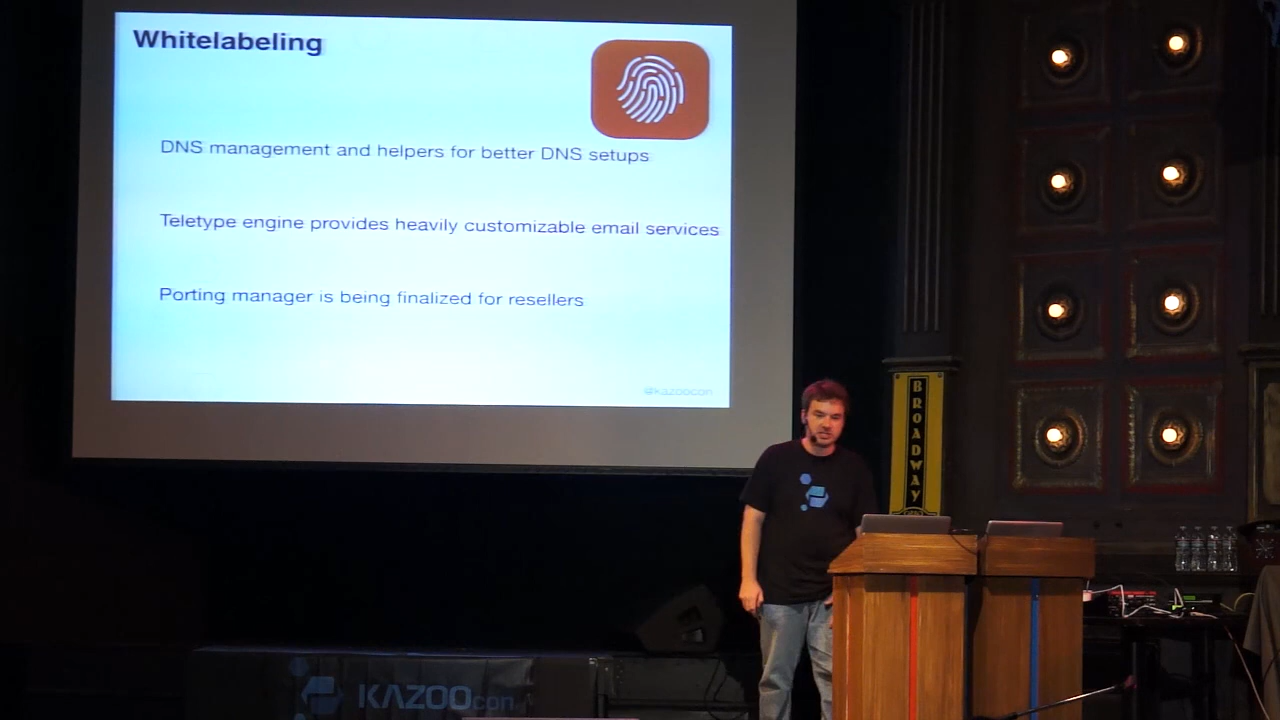 Whitelabeling
DNS management and helpers for better DNS setups
Teletype engine provides heavily customizable email services
Porting manager is being finalized for resellers
@kazoocon
BROADWAY
KAZOOcon